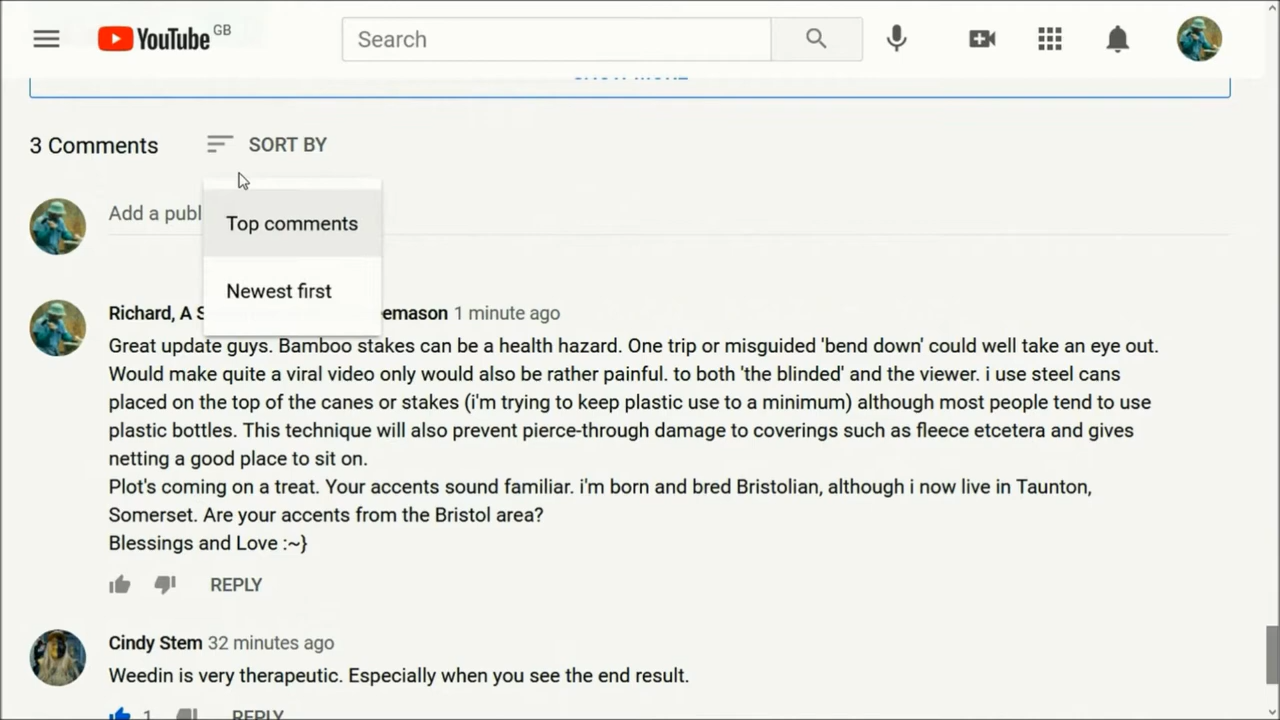 YouTube GB
Search
3 Comments
SORT BY
Add a publ
Top comments
Newest first
Richard, A S
emason 1 minute ago
Great update guys. Bamboo stakes can be a health hazard. One trip or misguided 'bend down' could well take an eye out.
Would make quite a viral video only would also be rather painful. to both 'the blinded' and the viewer. i use steel cans
placed on the top of the canes or stakes (i'm trying to keep plastic use to a minimum) although most people tend to use
plastic bottles. This technique will also prevent pierce-through damage to coverings such as fleece etcetera and gives
netting a good place to sit on.
Plot's coming on a treat. Your accents sound familiar. i'm born and bred Bristolian, although i now live in Taunton,
Somerset. Are your accents from the Bristol area?
Blessings and Love :~}
REPLY
Cindy Stem 32 minutes ago
Weedin is very therapeutic. Especially when you see the end result.
1 REPLY